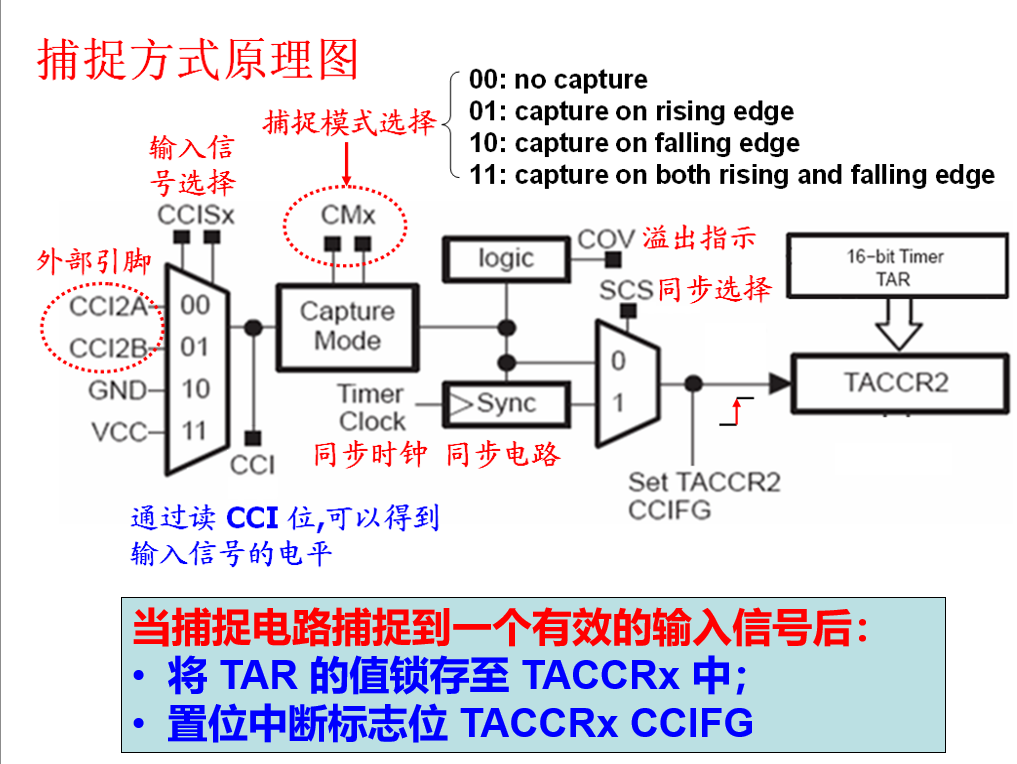 捕捉方式原理图
00: no capture
01: capture on rising edge
10: capture on falling edge
11: capture on both rising and falling edge
捕捉模式选择
输入信
号选择
CCISx
CMx
外部引脚
CCI2A
CCI2B
GND
VCC
00
01
10
11
CCI
Capture
Mode
logic
COV 溢出指示
SCS 同步选择
Timer
Clock
Sync
同步时钟
同步电路
0
1
16-bit Timer
TAR
TACCR2
Set TACCR2
CCIFG
通过读 CCI 位,可以得到
输入信号的电平
当捕捉电路捕捉到一个有效的输入信号后:
• 将 TAR 的值锁存至 TACCRx 中;
• 置位中断标志位 TACCRx CCIFG